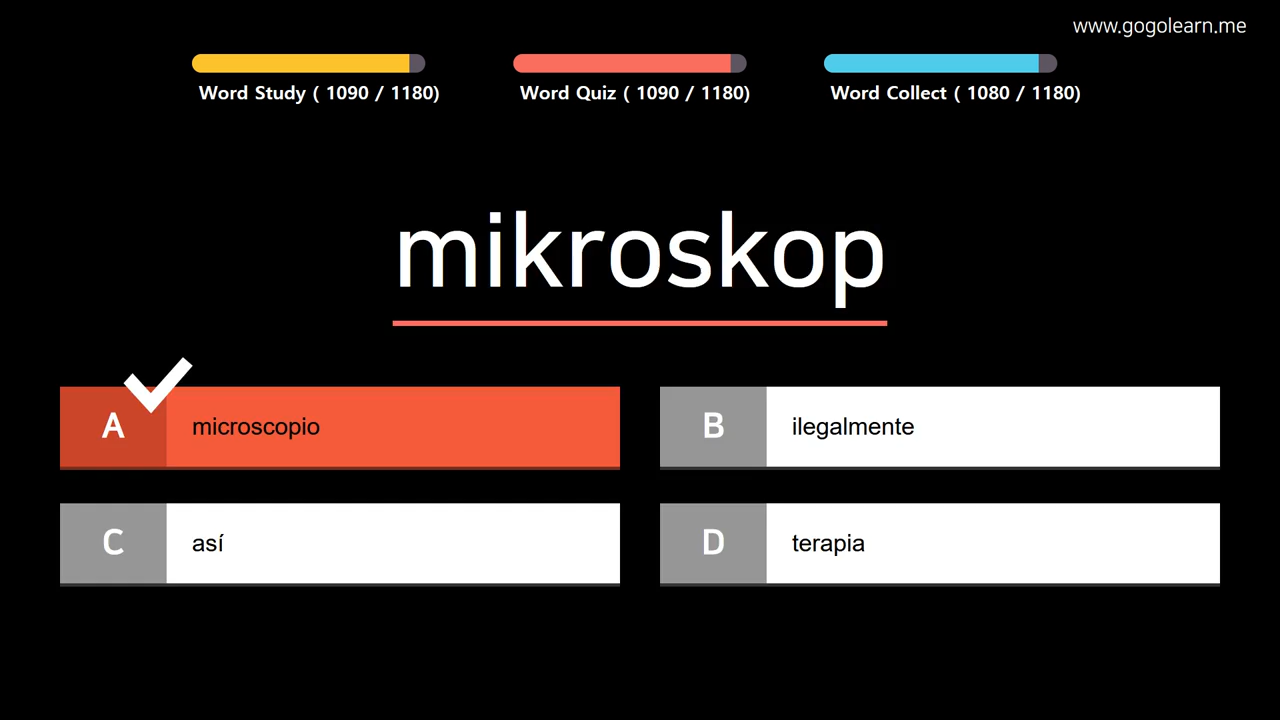 www.gogolearn.me
Word Study ( 1090 / 1180)
Word Quiz ( 1090 / 1180)
Word Collect ( 1080 / 1180)
mikroskop
A microscopio
B ilegalmente
C así
D terapia